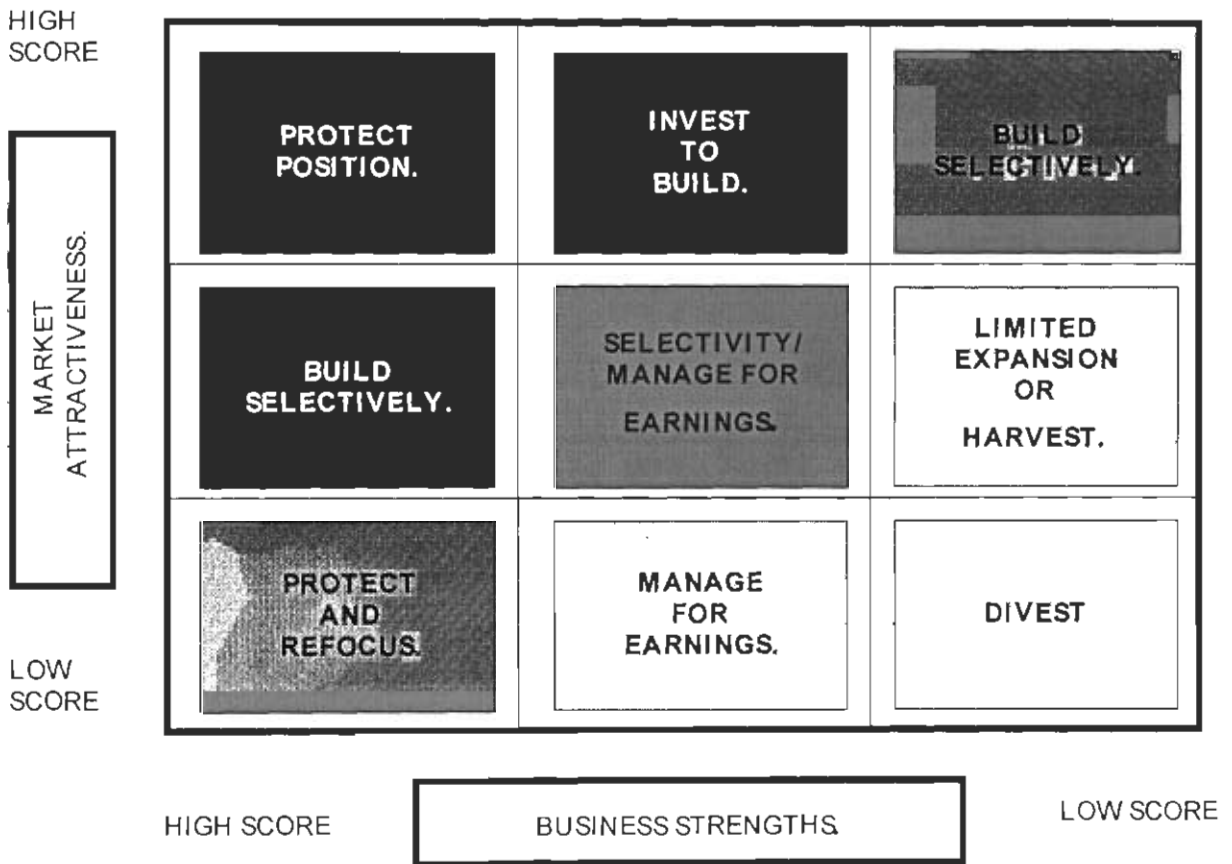 HIGH
SCORE
PROTECT
POSITION.
INVEST
TO
BUILD.
BUILD
SELECTIVELY.
MARKET
ATTRACTIVENESS.
BUILD
SELECTIVELY.
SELECTIVITY/
MANAGE FOR
EARNINGS.
LIMITED
EXPANSION
OR
HARVEST.
PROTECT
AND
REFOCUS.
MANAGE
FOR
EARNINGS.
DIVEST
LOW
SCORE
HIGH SCORE
BUSINESS STRENGTHS.
LOW SCORE